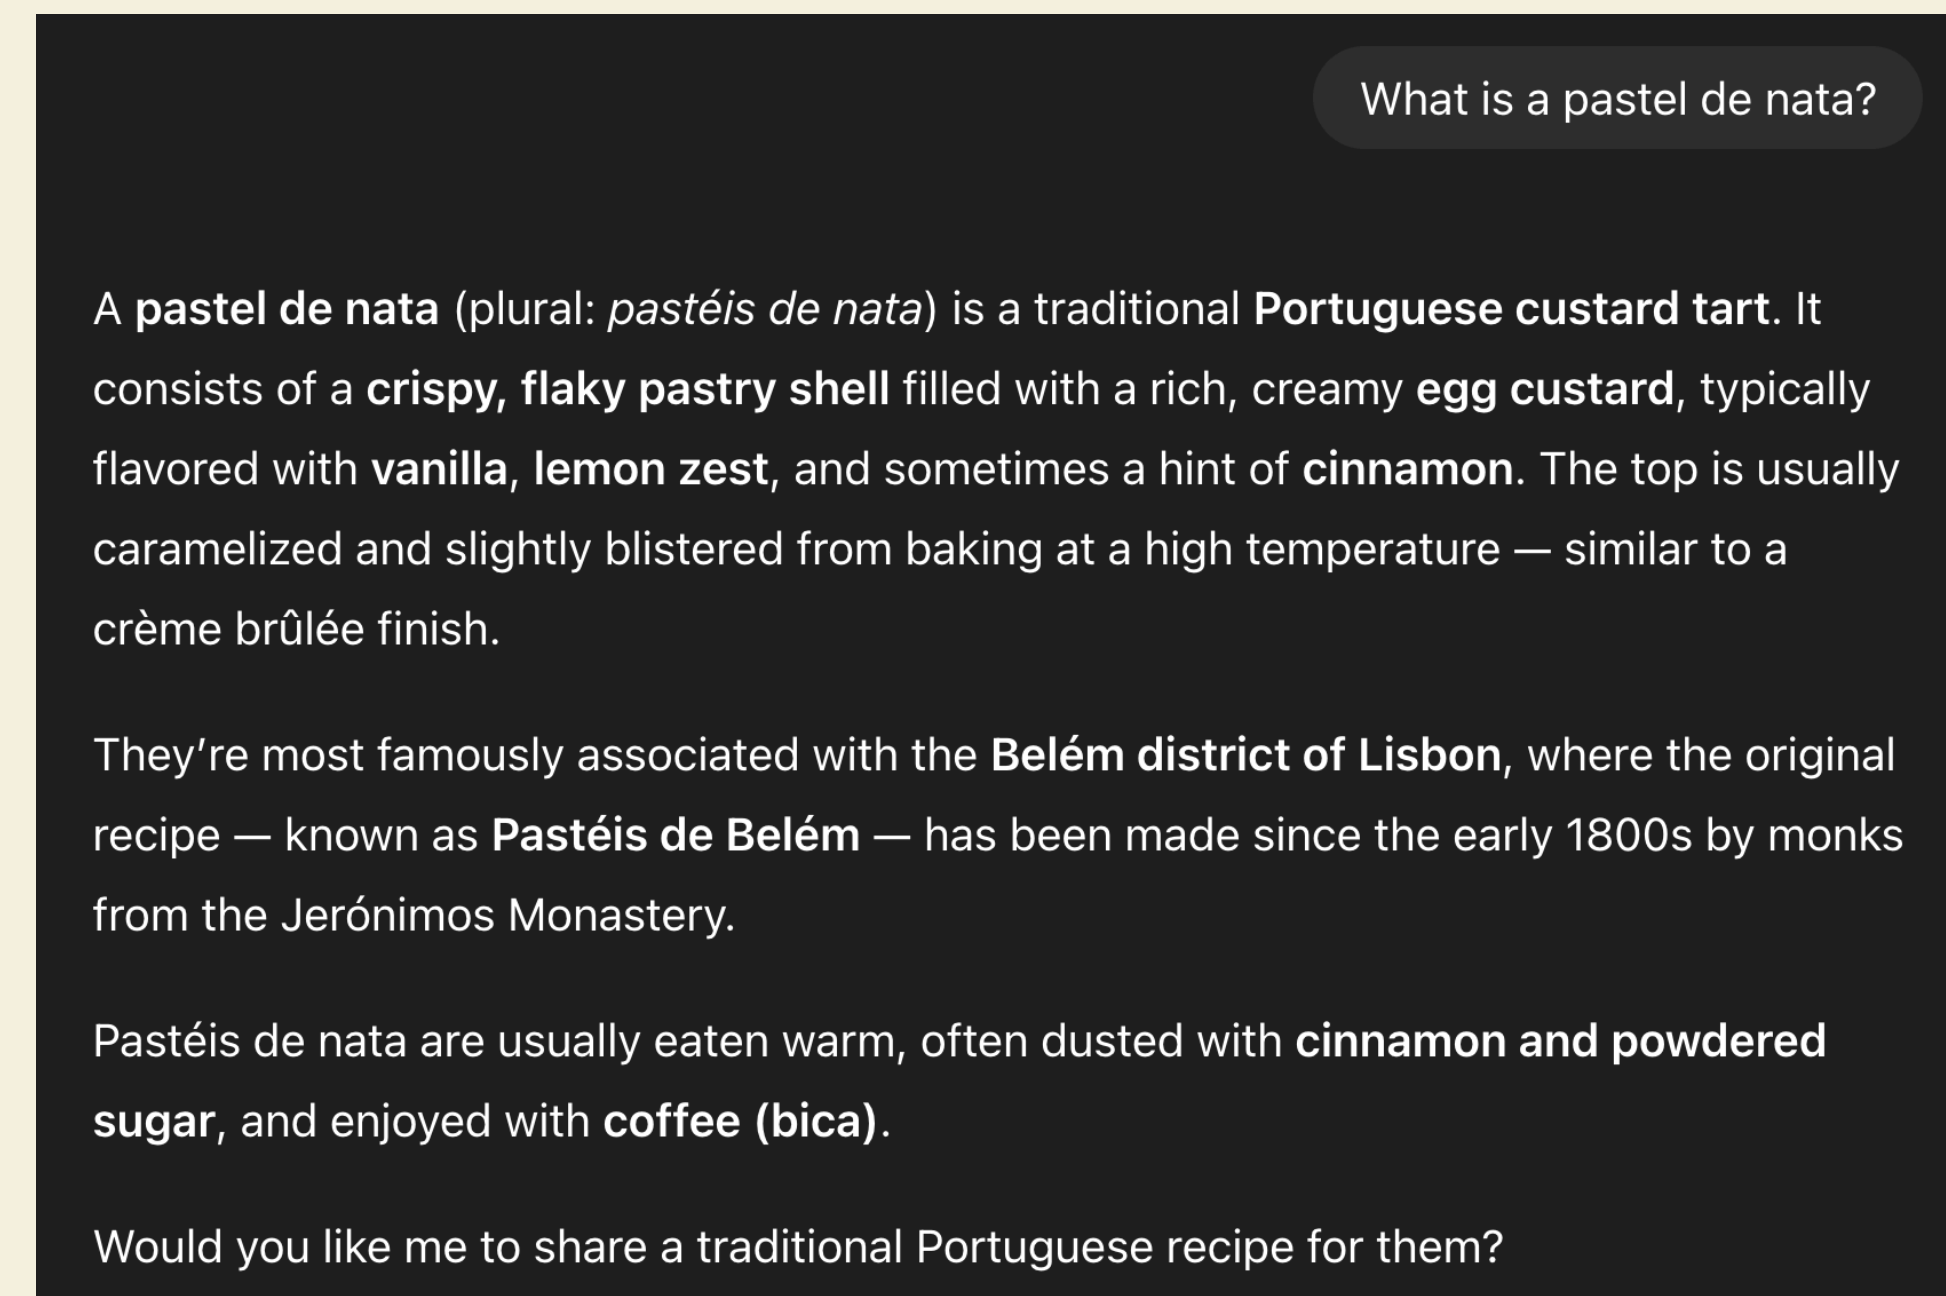 What is a pastel de nata?
A pastel de nata (plural: pastéis de nata) is a traditional Portuguese custard tart. It
consists of a crispy, flaky pastry shell filled with a rich, creamy egg custard, typically
flavored with vanilla, lemon zest, and sometimes a hint of cinnamon. The top is usually
caramelized and slightly blistered from baking at a high temperature — similar to a
crème brûlée finish.
They’re most famously associated with the Belém district of Lisbon, where the original
recipe — known as Pastéis de Belém — has been made since the early 1800s by monks
from the Jerónimos Monastery.
Pastéis de nata are usually eaten warm, often dusted with cinnamon and powdered
sugar, and enjoyed with coffee (bica).
Would you like me to share a traditional Portuguese recipe for them?